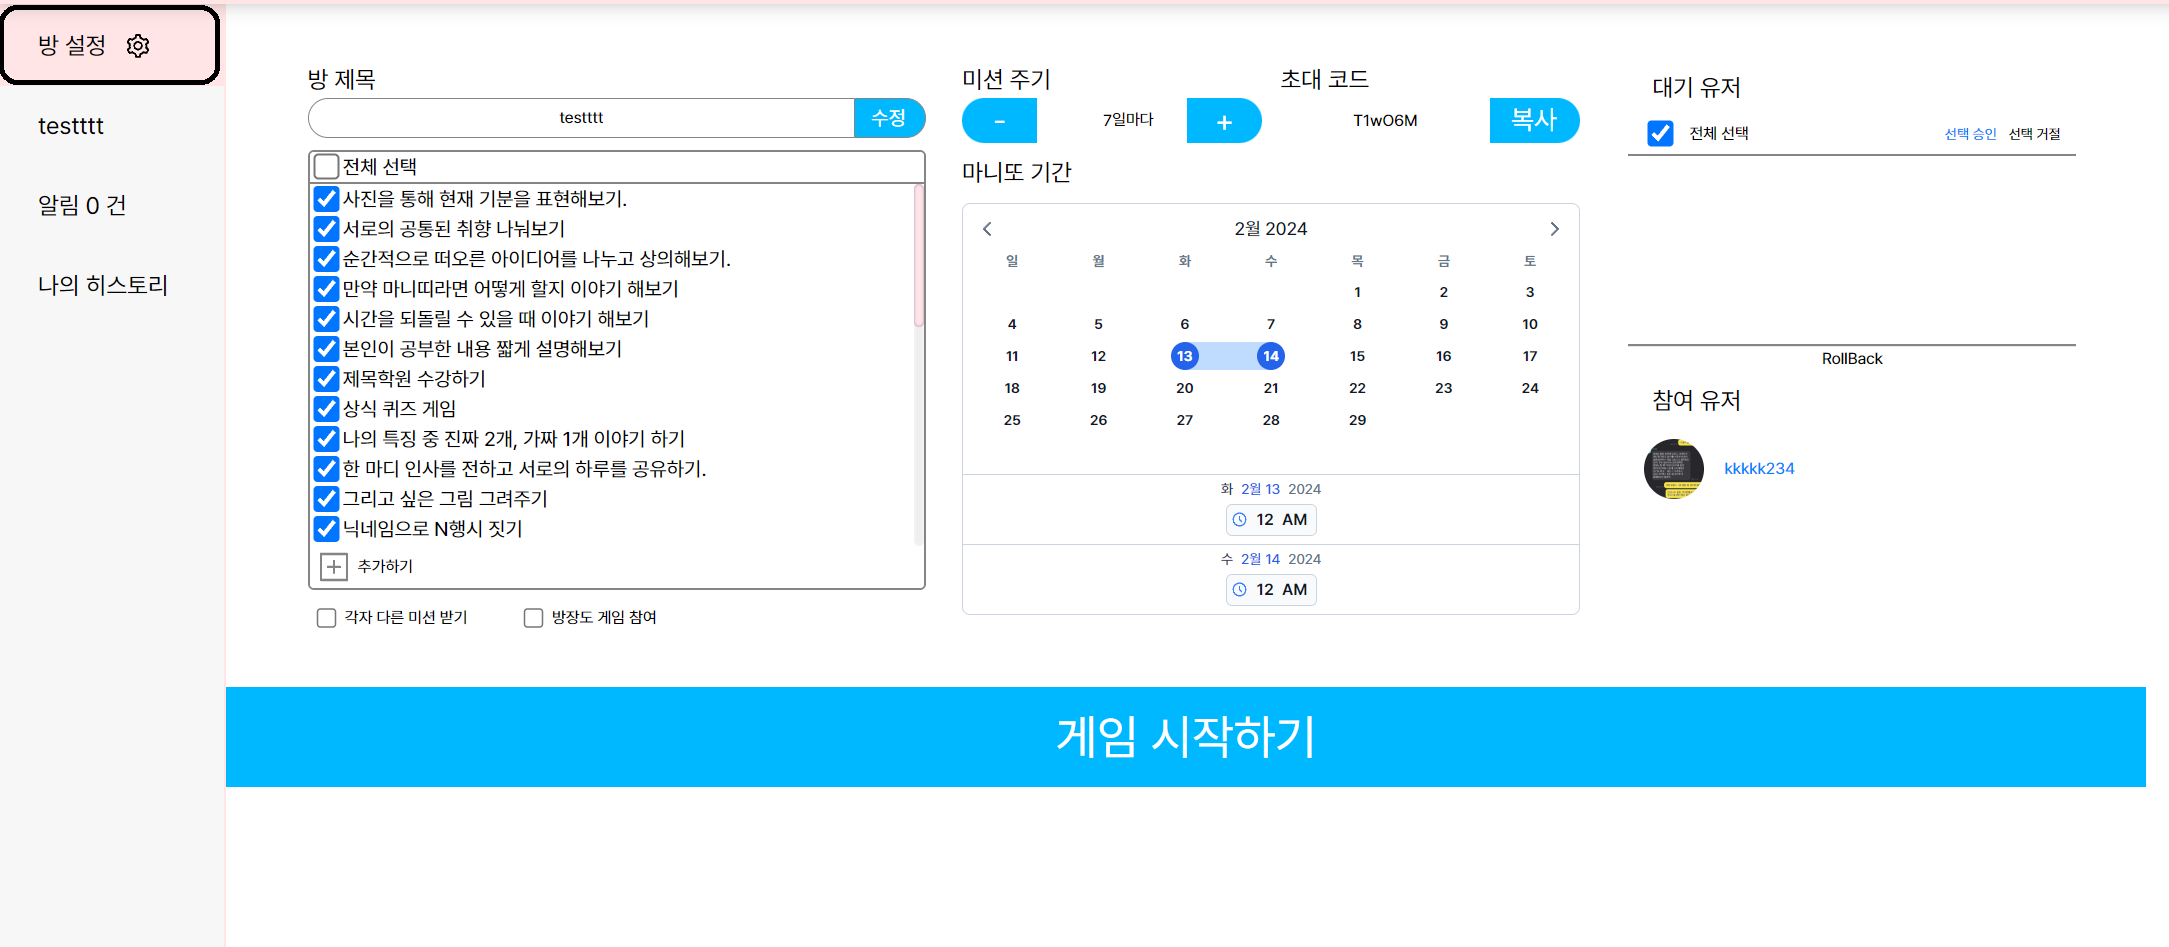 방 설정
testttt
알림 0 건
나의 히스토리
방 제목
testttt 수정
전체 선택
사진을 통해 현재 기분을 표현해보기.
서로의 공통된 취향 나눠보기
순간적으로 떠오른 아이디어를 나누고 상의해보기.
만약 마니띠라면 어떻게 할지 이야기 해보기
시간을 되돌릴 수 있을 때 이야기 해보기
본인이 공부한 내용 짧게 설명해보기
제목학원 수강하기
상식 퀴즈 게임
나의 특징 중 진짜 2개, 가짜 1개 이야기 하기
한 마디 인사를 전하고 서로의 하루를 공유하기.
그리고 싶은 그림 그려주기
닉네임으로 N행시 짓기
추가하기
각자 다른 미션 받기 방장도 게임 참여
미션 주기 초대 코드
- 7일마다 + T1wO6M 복사
마니또 기간
2월 2024
일 월 화 수 목 금 토
1 2 3
4 5 6 7 8 9 10
11 12 13 14 15 16 17
18 19 20 21 22 23 24
25 26 27 28 29
화 2월 13 2024
12 AM
수 2월 14 2024
12 AM
대기 유저
전체 선택 선택 승인 선택 거절
RollBack
참여 유저
kkkkk234
게임 시작하기